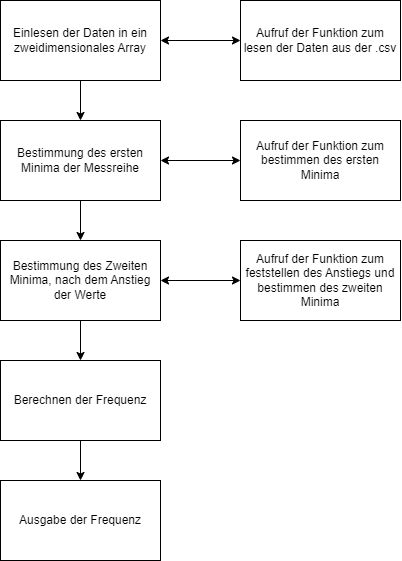 Einlesen der Daten in ein
zweidimensionales Array
Aufruf der Funktion zum
lesen der Daten aus der .csv
Bestimmung des ersten
Minima der Messreihe
Aufruf der Funktion zum
bestimmen des ersten
Minima
Bestimmung des Zweiten
Minima, nach dem Anstieg
der Werte
Aufruf der Funktion zum
feststellen des Anstiegs und
bestimmen des zweiten
Minima
Berechnen der Frequenz
Ausgabe der Frequenz